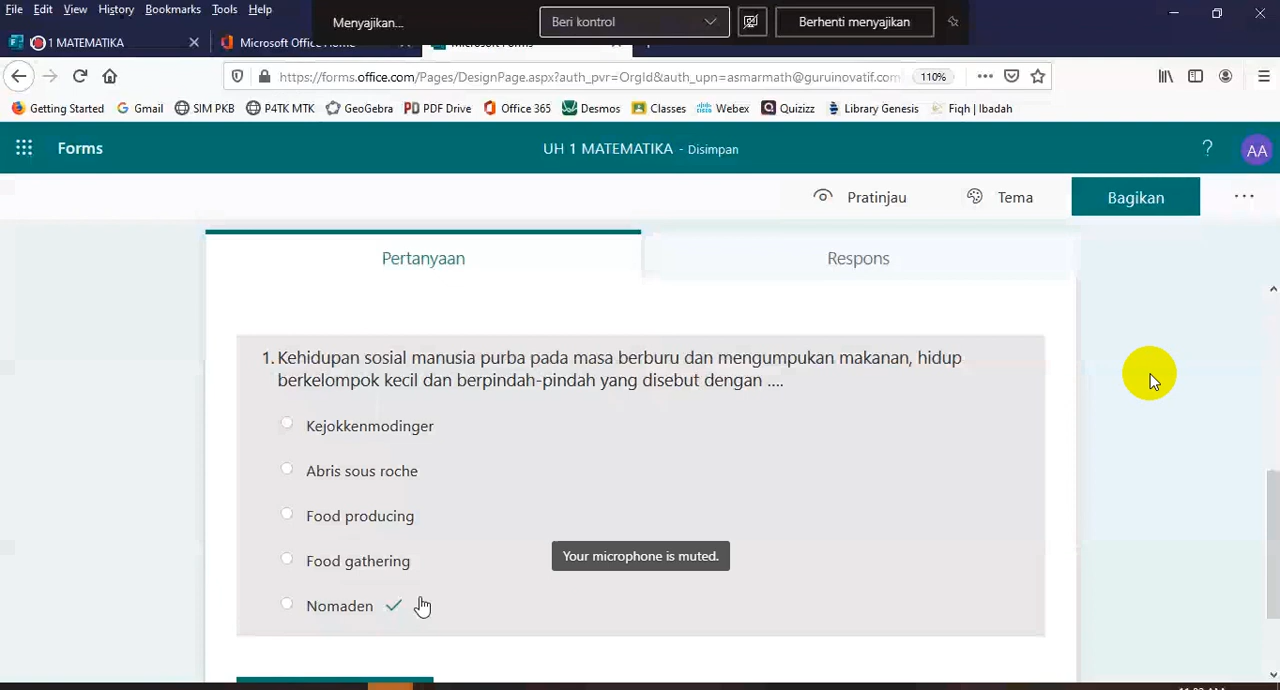 File Edit View History Bookmarks Tools Help
Menyajikan...
Beri kontrol
Berhenti menyajikan
1 MATEMATIKA
Microsoft Office Home
Microsoft Forms
https://forms.office.com/Pages/DesignPage.aspx?auth_pvr=OrgId&auth_upn=asmarmath@guruinovatif.com
110%
Getting Started Gmail SIM PKB P4TK MTK GeoGebra PDF Drive Office 365 Desmos Classes Webex Quizizz Library Genesis Fiqh | Ibadah
Forms
UH 1 MATEMATIKA - Disimpan
? AA
Pratinjau Tema Bagikan ...
Pertanyaan Respons
1. Kehidupan sosial manusia purba pada masa berburu dan mengumpukan makanan, hidup
berkelompok kecil dan berpindah-pindah yang disebut dengan ....
Kejokkenmodinger
Abris sous roche
Food producing
Food gathering
Your microphone is muted.
Nomaden